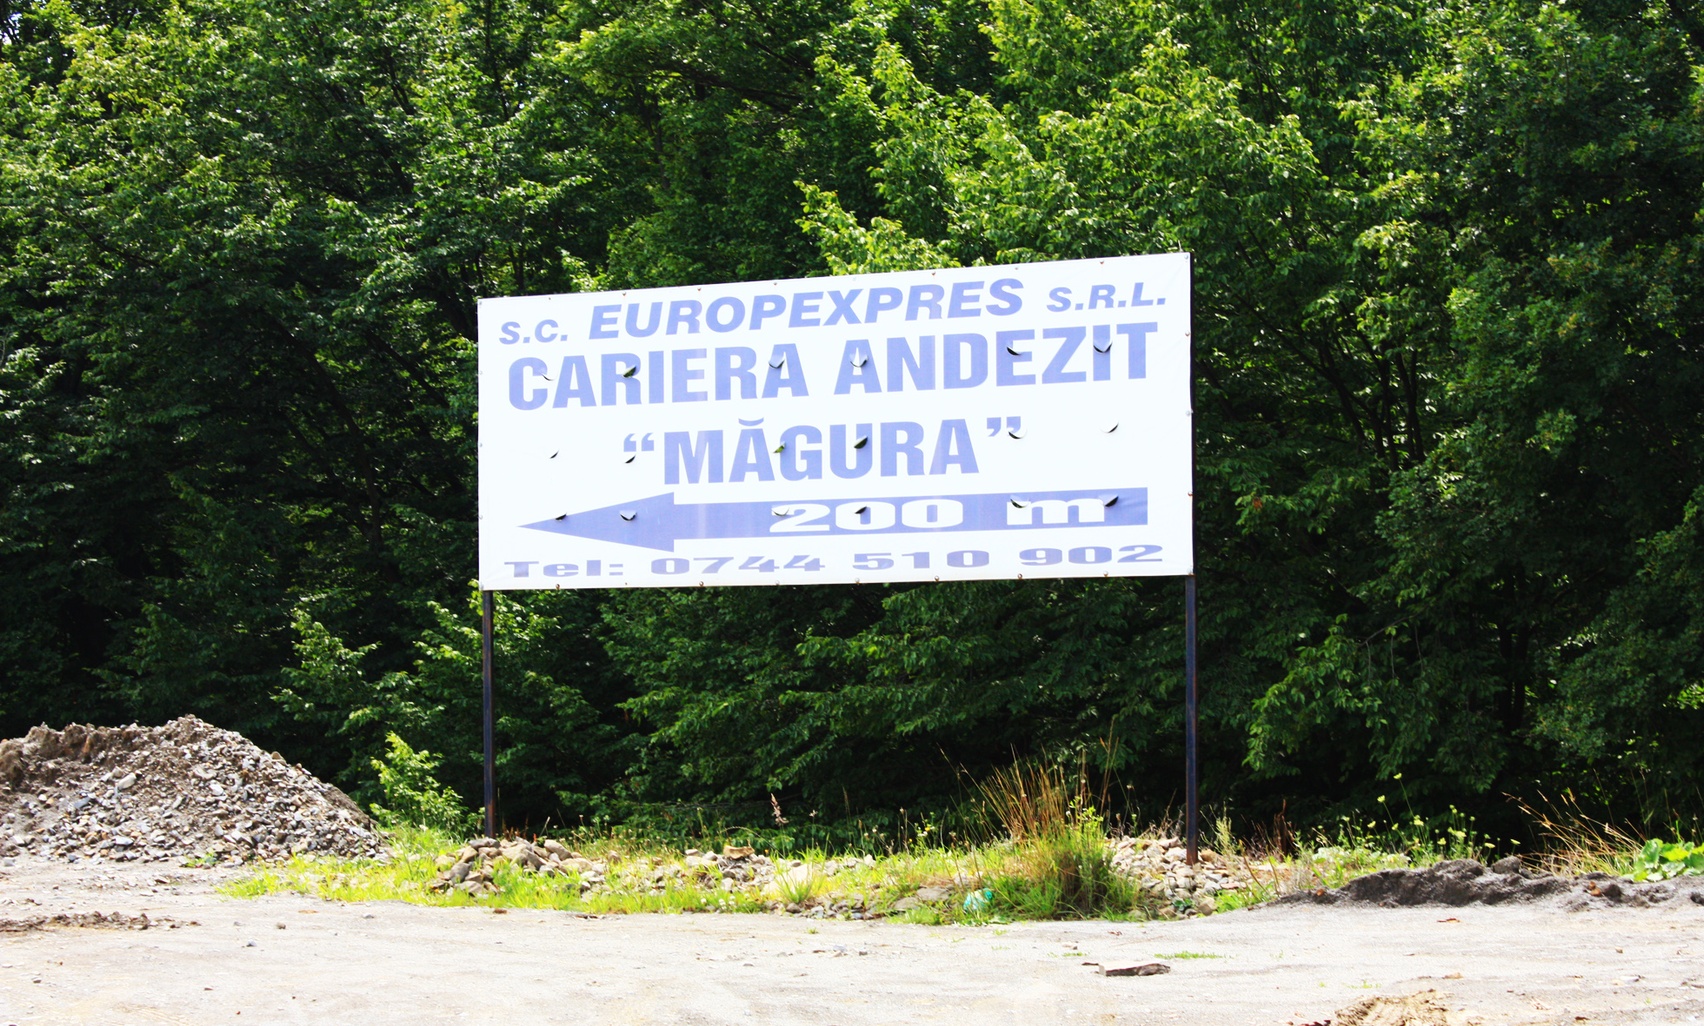 S.C. EUROPEXPRES S.R.L.
CARIERA ANDEZIT
“MĂGURA”
200 m
Tel: 0744 510 902